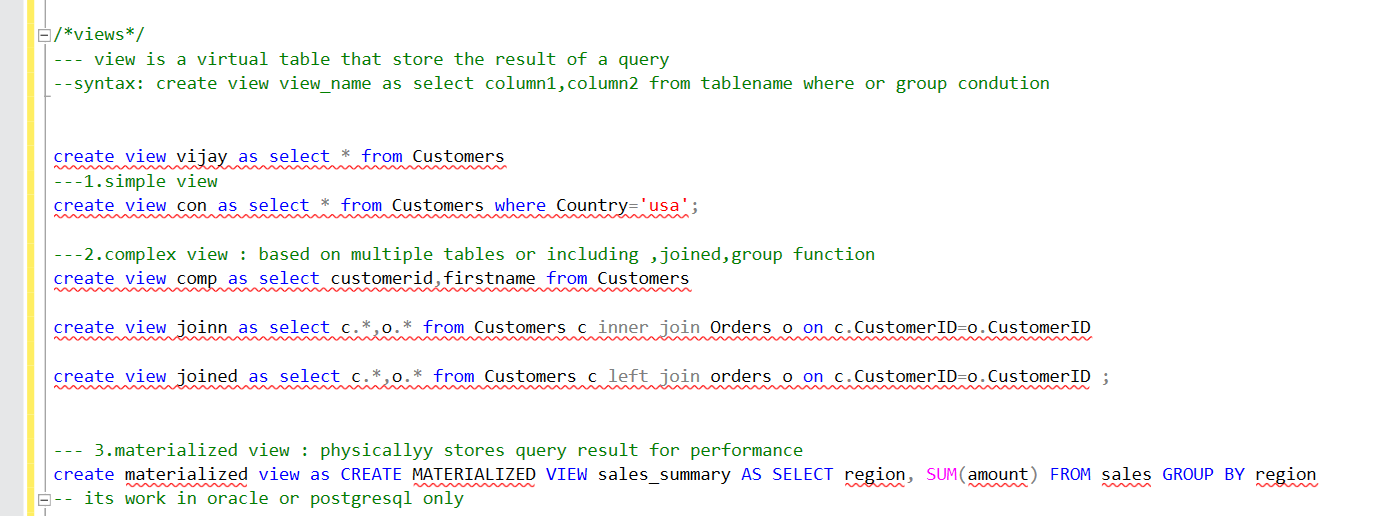 /*views*/
--- view is a virtual table that store the result of a query
--syntax: create view view_name as select column1,column2 from tablename where or group condution
create view vijay as select * from Customers
---1.simple view
create view con as select * from Customers where Country='usa';
---2.complex view : based on multiple tables or including ,joined,group function
create view comp as select customerid,firstname from Customers
create view joinn as select c.*,o.* from Customers c inner join Orders o on c.CustomerID=o.CustomerID
create view joined as select c.*,o.* from Customers c left join orders o on c.CustomerID=o.CustomerID ;
--- 3.materialized view : physicallyy stores query result for performance
create materialized view as CREATE MATERIALIZED VIEW sales_summary AS SELECT region, SUM(amount) FROM sales GROUP BY region
-- its work in oracle or postgresql only